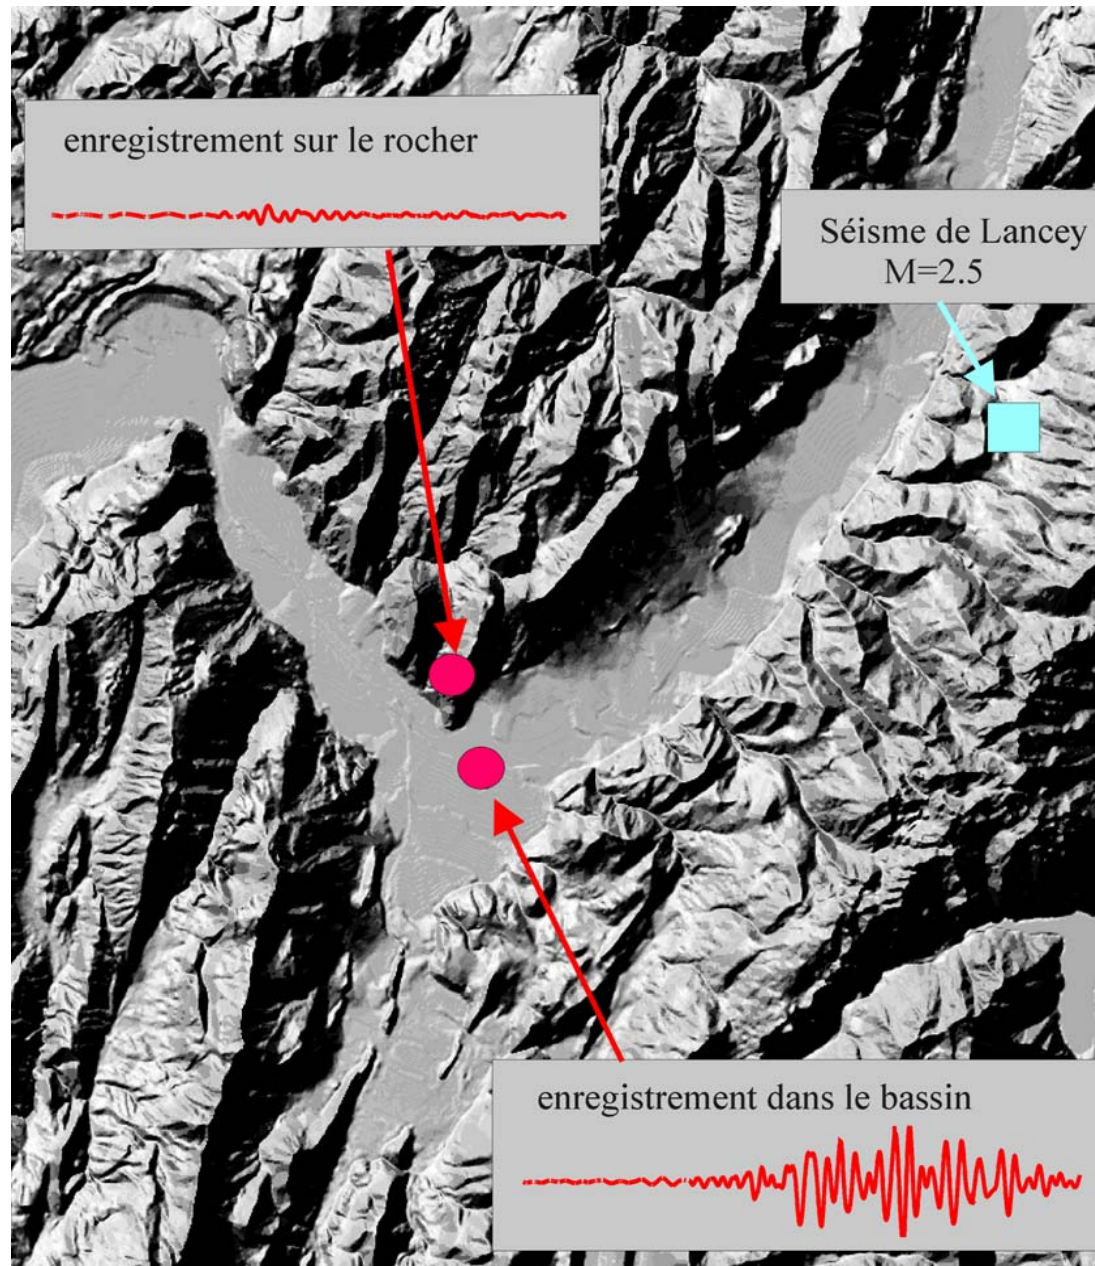 enregistrement sur le rocher
Séisme de Lancey
M=2.5
enregistrement dans le bassin